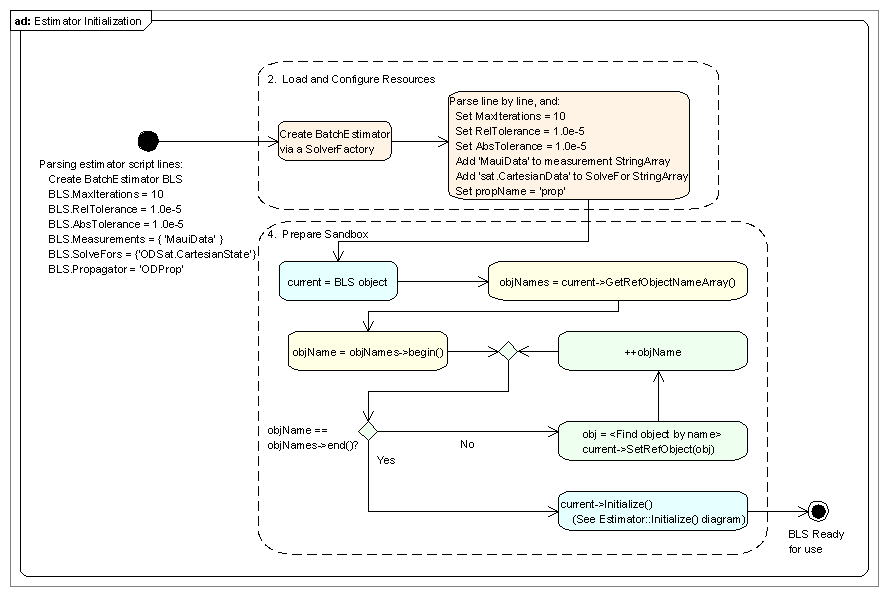 ad: Estimator Initialization
2. Load and Configure Resources
Create BatchEstimator
via a SolverFactory
Parse line by line, and:
Set MaxIterations = 10
Set RelTolerance = 1.0e-5
Set AbsTolerance = 1.0e-5
Add 'MauiData' to measurement StringArray
Add 'sat.CartesianData' to SolveFor StringArray
Set propName = 'prop'
Parsing estimator script lines:
Create BatchEstimator BLS
BLS.MaxIterations = 10
BLS.RelTolerance = 1.0e-5
BLS.AbsTolerance = 1.0e-5
BLS.Measurements = { 'MauiData' }
BLS.SolveFors = {'ODSat.CartesianState'}
BLS.Propagator = 'ODProp'
4. Prepare Sandbox
current = BLS object
objNames = current->GetRefObjectNameArray()
objName = objNames->begin()
++objName
objName ==
objNames->end()?
No
Yes
obj = <Find object by name>
current->SetRefObject(obj)
current->Initialize()
(See Estimator::Initialize() diagram)
BLS Ready
for use